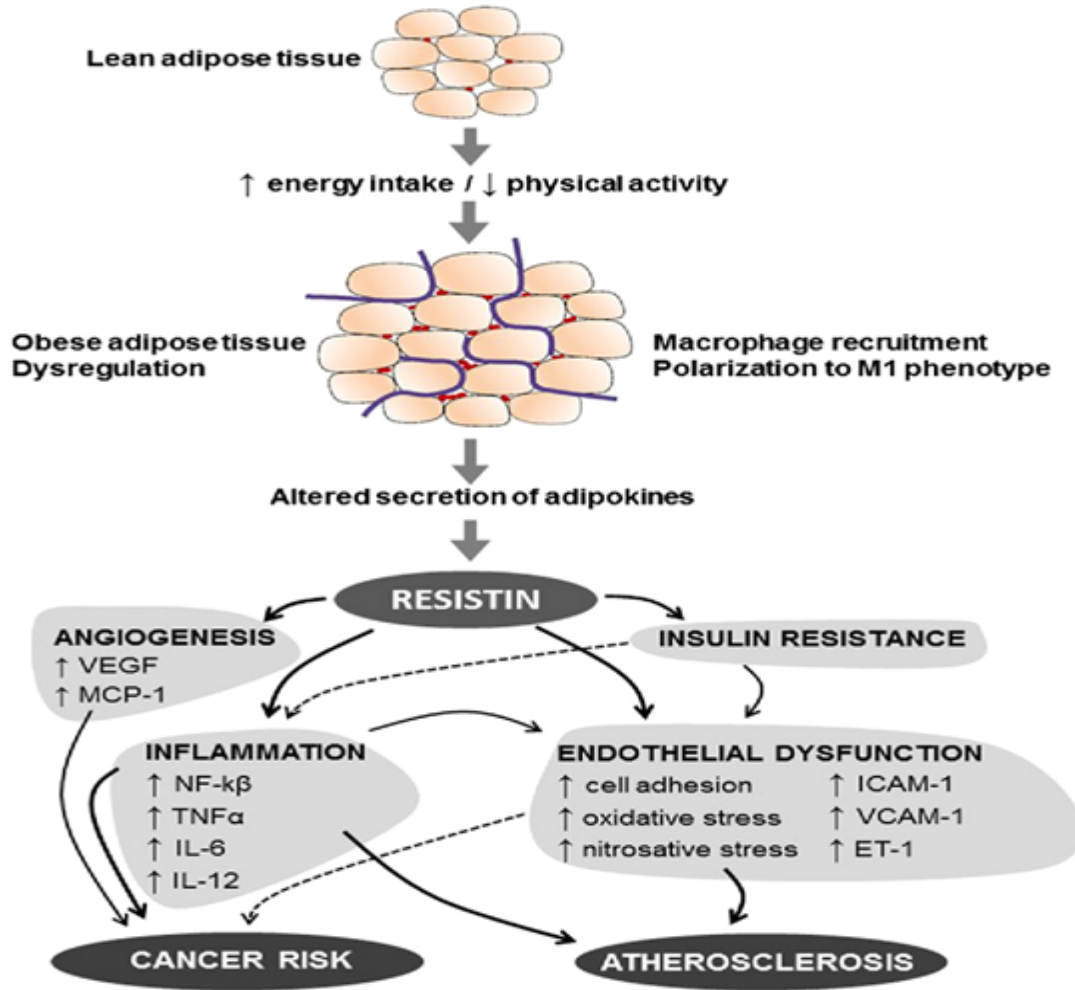 Lean adipose tissue
↑ energy intake / ↓ physical activity
Obese adipose tissue
Dysregulation
Macrophage recruitment
Polarization to M1 phenotype
Altered secretion of adipokines
RESISTIN
ANGIOGENESIS
↑ VEGF
↑ MCP-1
INSULIN RESISTANCE
INFLAMMATION
↑ NF-kβ
↑ TNFα
↑ IL-6
↑ IL-12
ENDOTHELIAL DYSFUNCTION
↑ cell adhesion
↑ oxidative stress
↑ nitrosative stress
↑ ICAM-1
↑ VCAM-1
↑ ET-1
CANCER RISK
ATHEROSCLEROSIS